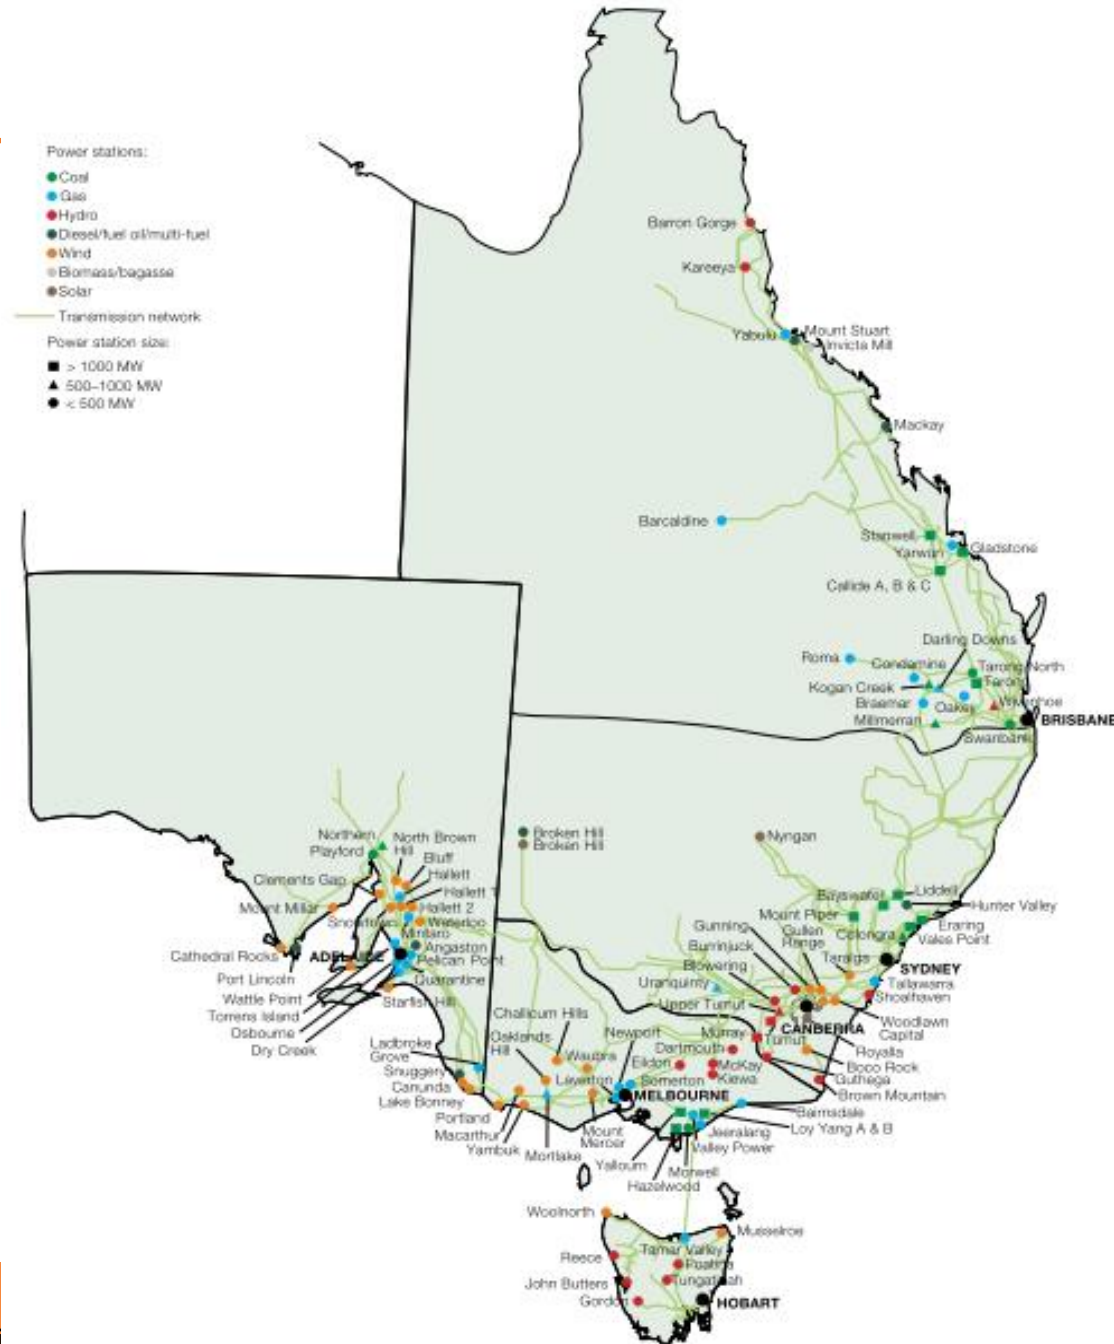 Power stations:
Coal
Gas
Hydro
Diesel/fuel oil/multi-fuel
Wind
Biomass/bagasse
Solar
Transmission network
Power station size:
> 1000 MW
500–1000 MW
< 500 MW
Barron Gorge
Kareeya
Yabulu
Mount Stuart
Invicta Mill
Mackay
Barcaldine
Stanwell
Yarwun
Gladstone
Callide A, B & C
Darling Downs
Roma
Condamine
Tarong North
Tarong
Kogan Creek
Braemar
Oakey
Wivenhoe
Millmerran
BRISBANE
Swanbank
Northern
Playford
North Brown
Hill
Bluff
Hallett
Clements Gap
Hallett 1
Mount Millar
Hallett 2
Snowtown
Waterloo
Mintaro
Cathedral Rocks
ADELAIDE
Angaston
Pelican Point
Port Lincoln
Quarantine
Wattle Point
Starfish Hill
Torrens Island
Osbourne
Dry Creek
Broken Hill
Broken Hill
Nyngan
Bayswater
Liddell
Hunter Valley
Mount Piper
Eraring
Colongra
Vales Point
Gunning
Gullen
Range
Burrinjuck
Taralga
SYDNEY
Blowering
Tallawarra
Uranquinty
Shoalhaven
Upper Tumut
Woodlawn
Capital
CANBERRA
Murray
Tumut
Royalla
Boco Rock
Guthega
Brown Mountain
Challicum Hills
Newport
Oaklands
Hill
Waubra
Dartmouth
Ladbroke
Grove
Eildon
McKay
Snuggery
Laverton
Somerton
Kiewa
Canunda
MELBOURNE
Lake Bonney
Portland
Bairnsdale
Macarthur
Mount
Mercer
Jeeralang
Loy Yang A & B
Yambuk
Mortlake
Valley Power
Yallourn
Morwell
Hazelwood
Woolnorth
Musselroe
Tamar Valley
Reece
Poatina
John Butters
Tungatinah
Gordon
HOBART